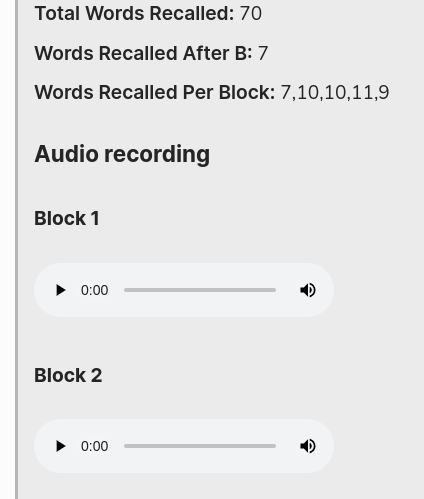 Total Words Recalled: 70
Words Recalled After B: 7
Words Recalled Per Block: 7,10,10,11,9
Audio recording
Block 1
0:00
Block 2
0:00